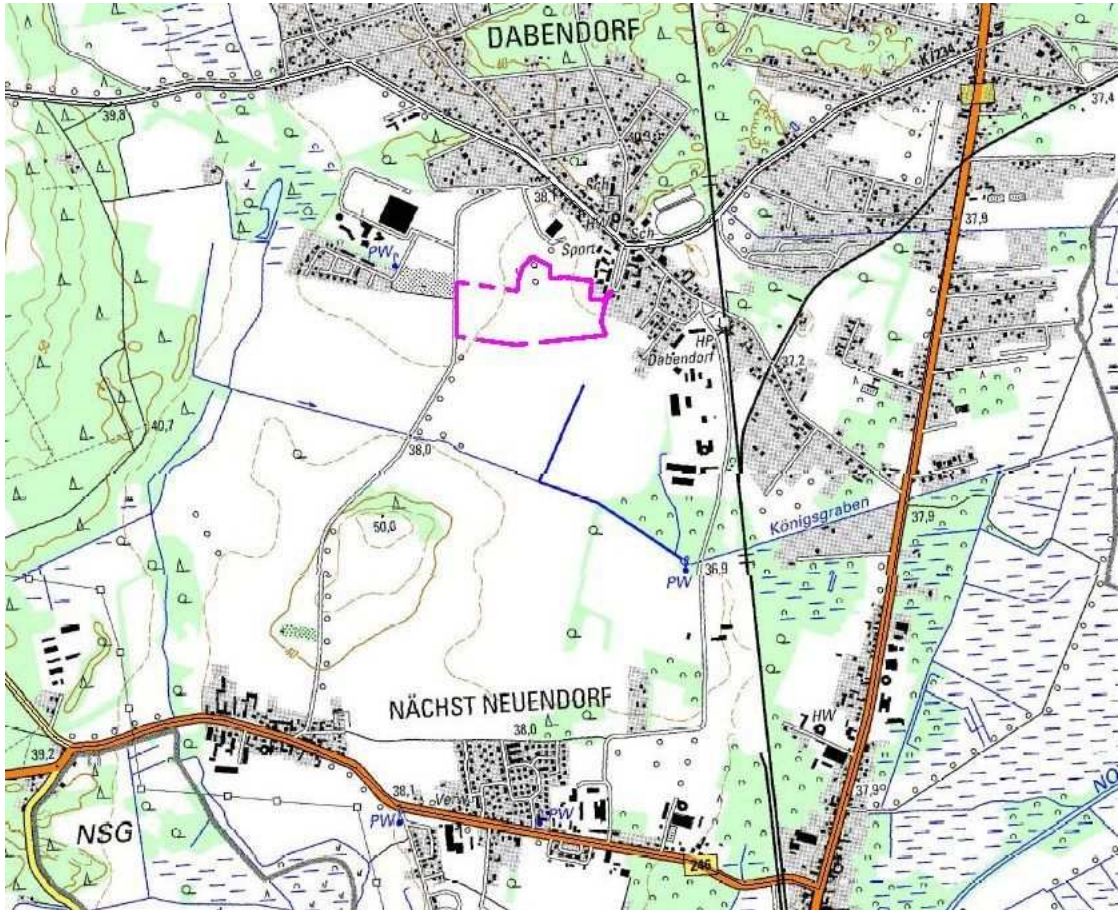 DABENDORF
K7234
39,8
37,4
38,1
Sch
37,9
PW
Sport
HP
Dabendorf
37,2
40,7
38,0
50,0
Königsgraben
37,9
36,9
PW
40
NÄCHST NEUENDORF
38,0
HW
39,2
38,1
37,9
NSG
PW
PW
246